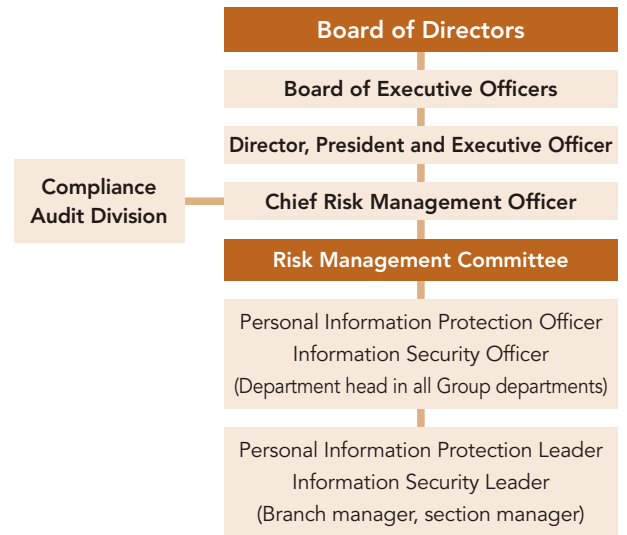 Board of Directors
Board of Executive Officers
Director, President and Executive Officer
Compliance
Audit Division
Chief Risk Management Officer
Risk Management Committee
Personal Information Protection Officer
Information Security Officer
(Department head in all Group departments)
Personal Information Protection Leader
Information Security Leader
(Branch manager, section manager)